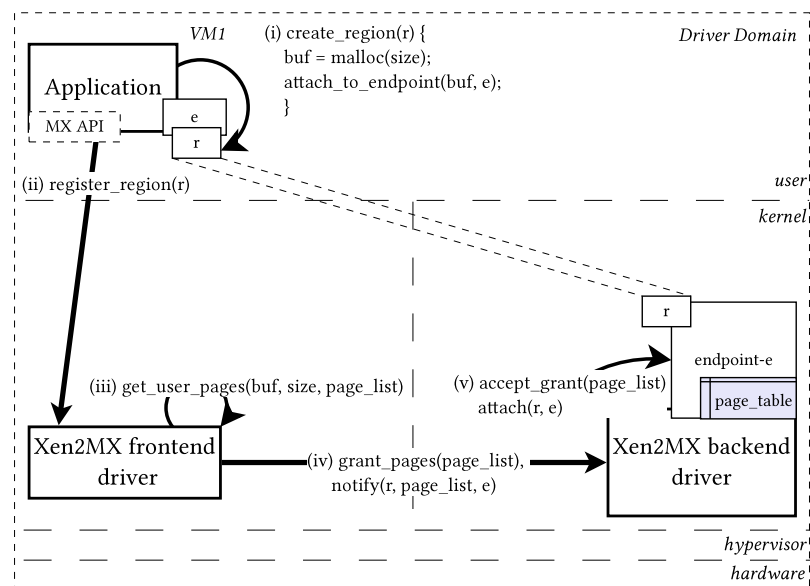 VM1
(i) create_region(r) {
buf = malloc(size);
attach_to_endpoint(buf, e);
}
Driver Domain
Application
MX API
e
r
(ii) register_region(r)
user
kernel
r
endpoint-e
page_table
(iii) get_user_pages(buf, size, page_list)
(v) accept_grant(page_list)
attach(r, e)
Xen2MX frontend
driver
(iv) grant_pages(page_list),
notify(r, page_list, e)
Xen2MX backend
driver
hypervisor
hardware